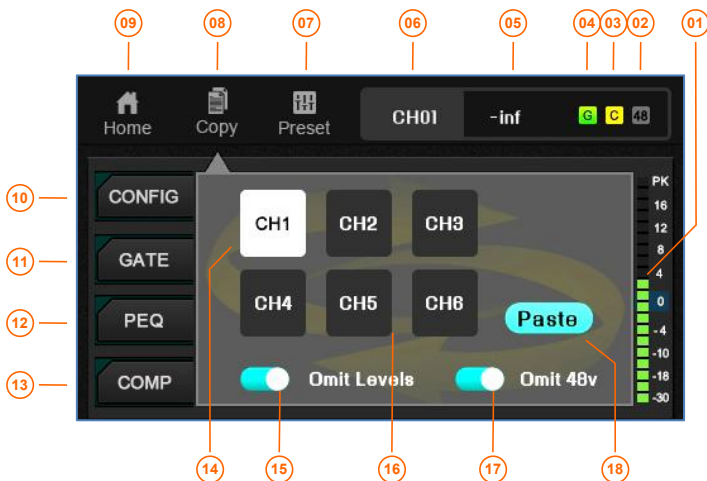 09 08 07 06 05 04 03 02 01
Home Copy Preset CH01 -inf G C 48
10 CONFIG
11 GATE
12 PEQ
13 COMP
CH1 CH2 CH3
CH4 CH5 CH6
Paste
Omit Levels Omit 48v
PK
16
12
8
4
0
-4
-10
-18
-30
14 15 16 17 18